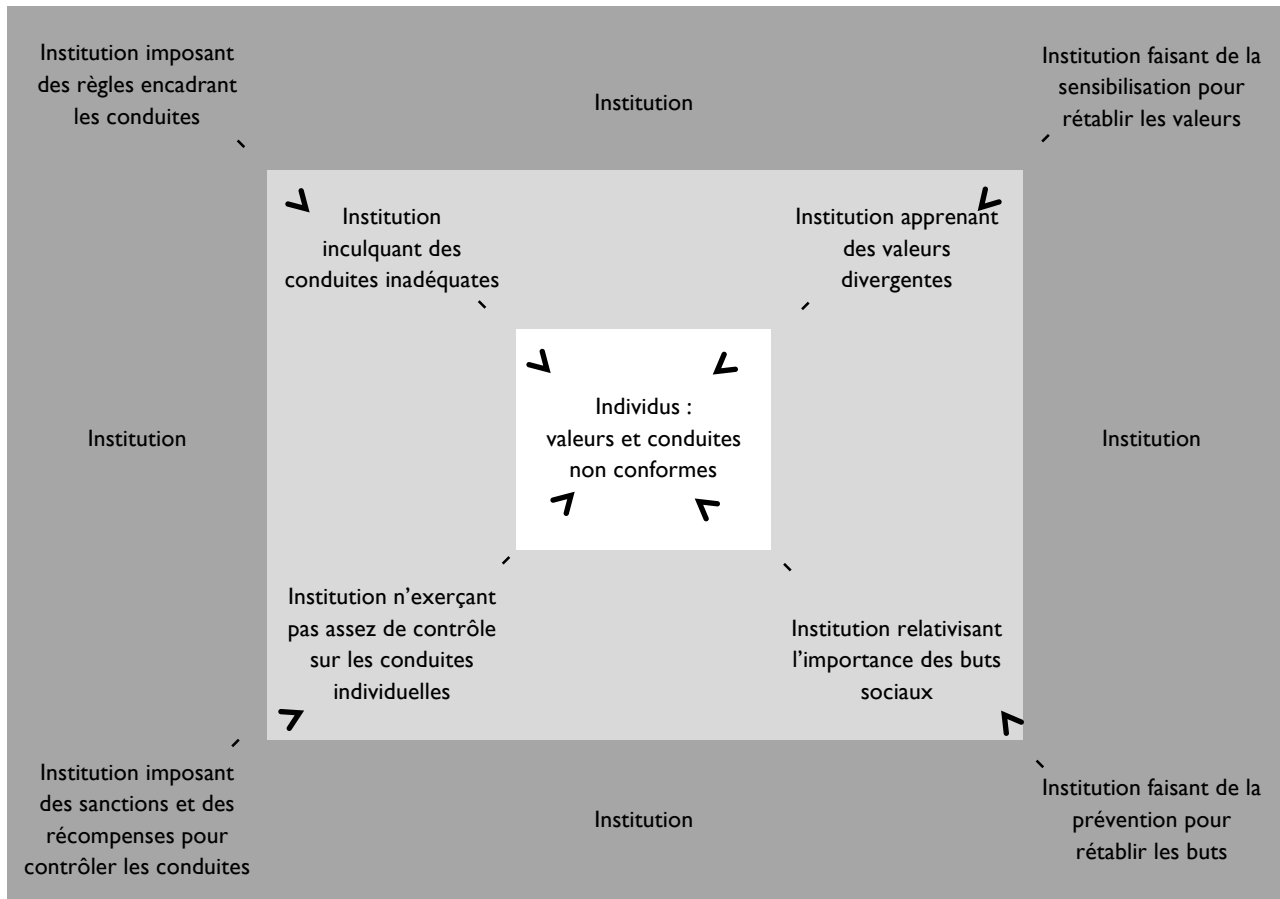 Institution imposant
des règles encadrant
les conduites
Institution
Institution faisant de la
sensibilisation pour
rétablir les valeurs
Institution
inculquant des
conduites inadéquates
Institution apprenant
des valeurs
divergentes
Institution
Individus :
valeurs et conduites
non conformes
Institution
Institution n’exerçant
pas assez de contrôle
sur les conduites
individuelles
Institution relativisant
l’importance des buts
sociaux
Institution imposant
des sanctions et des
récompenses pour
contrôler les conduites
Institution
Institution faisant de la
prévention pour
rétablir les buts